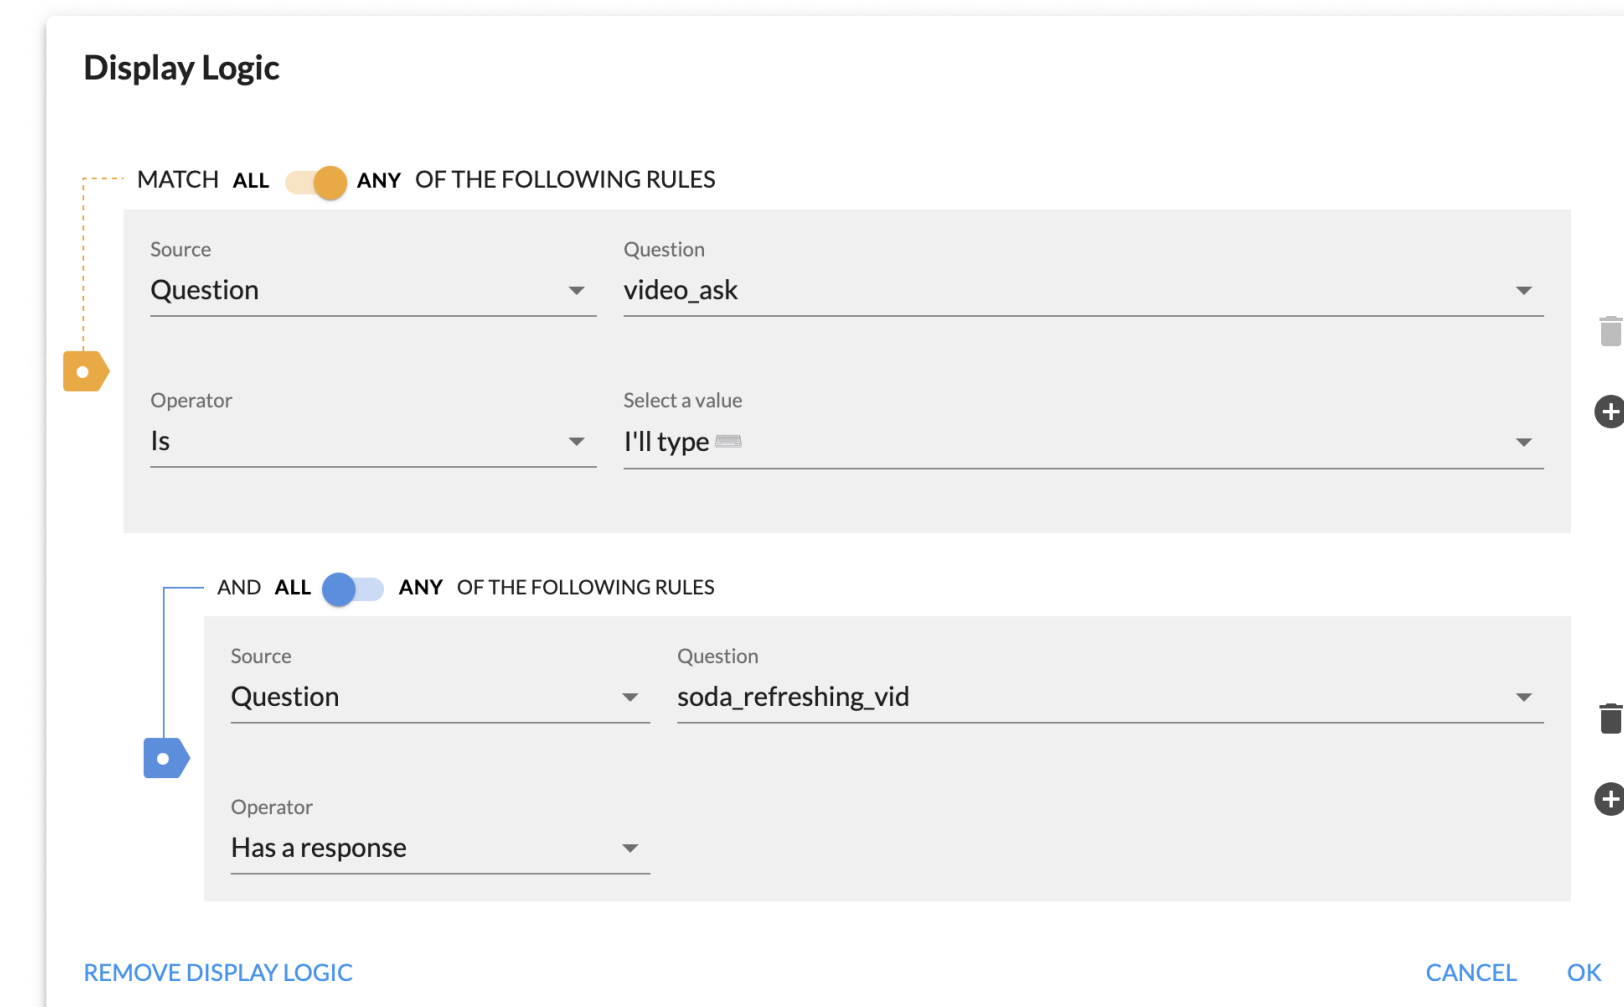 Display Logic
MATCH ALL ANY OF THE FOLLOWING RULES
Source Question
Question video_ask
Operator Select a value
Is I'll type ⌨️
AND ALL ANY OF THE FOLLOWING RULES
Source Question
Question soda_refreshing_vid
Operator
Has a response
REMOVE DISPLAY LOGIC CANCEL OK